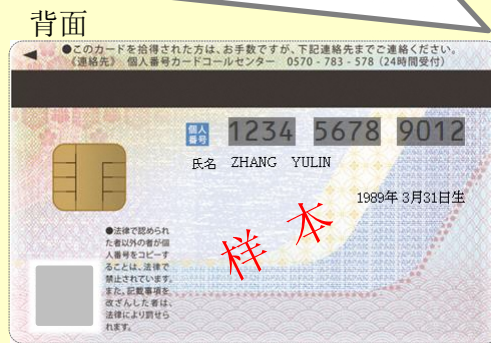 背面
●このカードを拾得された方は、お手数ですが、下記連絡先までご連絡ください。
《連絡先》 個人番号カードコールセンター 0570 - 783 - 578 (24時間受付)
個人番号 1234 5678 9012
氏名 ZHANG YULIN
1989年 3月31日生
样本
●法律で認められ
た者以外の者が個
人番号をコピーす
ることは、法律で
禁止されています。
また、記載事項を
改ざんした者は、
法律により罰せら
れます。